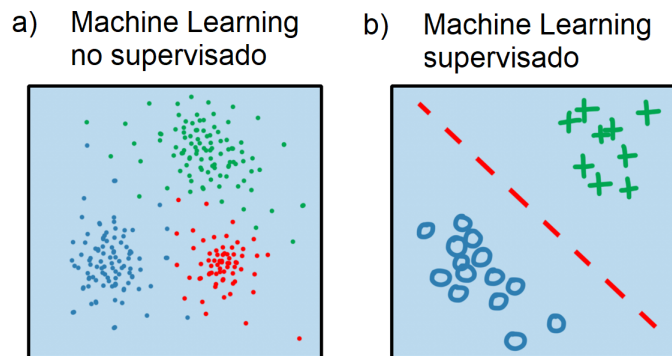 a) Machine Learning
no supervisado
b) Machine Learning
supervisado